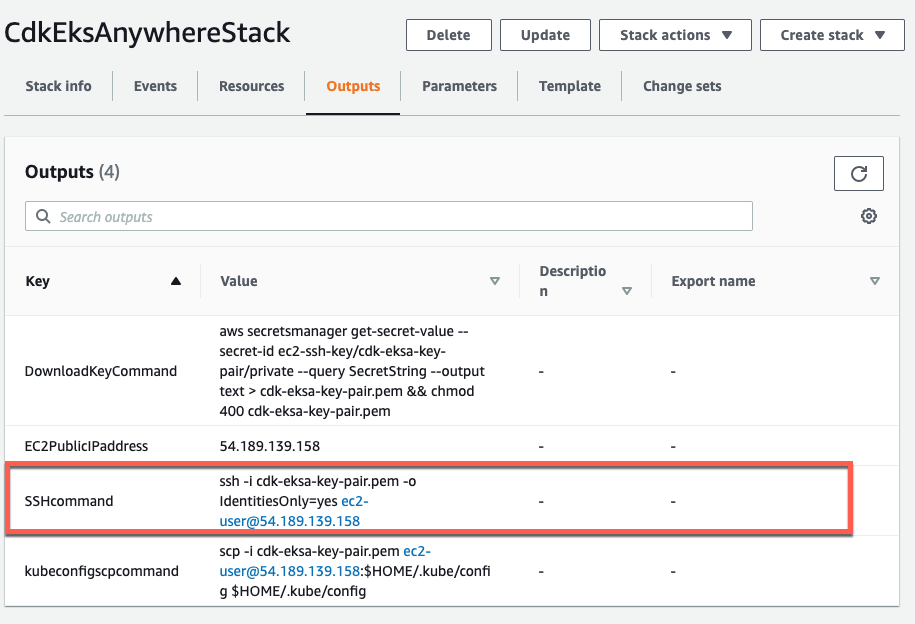 CdkEksAnywhereStack
Delete
Update
Stack actions
Create stack
Stack info
Events
Resources
Outputs
Parameters
Template
Change sets
Outputs (4)
Search outputs
Key
Value
Descriptio
n
Export name
DownloadKeyCommand
aws secretsmanager get-secret-value --
secret-id ec2-ssh-key/cdk-eksa-key-
pair/private --query SecretString --output
text > cdk-eksa-key-pair.pem && chmod
400 cdk-eksa-key-pair.pem
-
-
EC2PublicIPaddress
54.189.139.158
-
-
SSHcommand
ssh -i cdk-eksa-key-pair.pem -o
IdentitiesOnly=yes ec2-
user@54.189.139.158
-
-
kubeconfigscpcommand
scp -i cdk-eksa-key-pair.pem ec2-
user@54.189.139.158:$HOME/.kube/confi
g $HOME/.kube/config
-
-